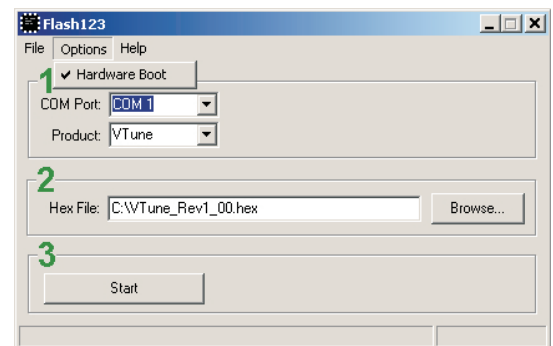 Flash123
File Options Help
✔ Hardware Boot
1
COM Port: COM 1
Product: VTune
2
Hex File: C:\VTune_Rev1_00.hex Browse...
3
Start